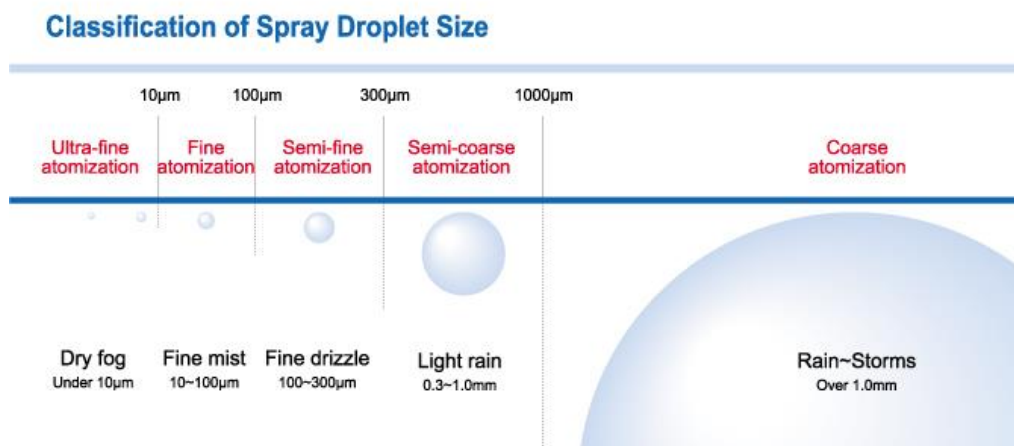 Classification of Spray Droplet Size
10μm 100μm 300μm 1000μm
Ultra-fine atomization
Fine atomization
Semi-fine atomization
Semi-coarse atomization
Coarse atomization
Dry fog
Under 10μm
Fine mist
10~100μm
Fine drizzle
100~300μm
Light rain
0.3~1.0mm
Rain~Storms
Over 1.0mm